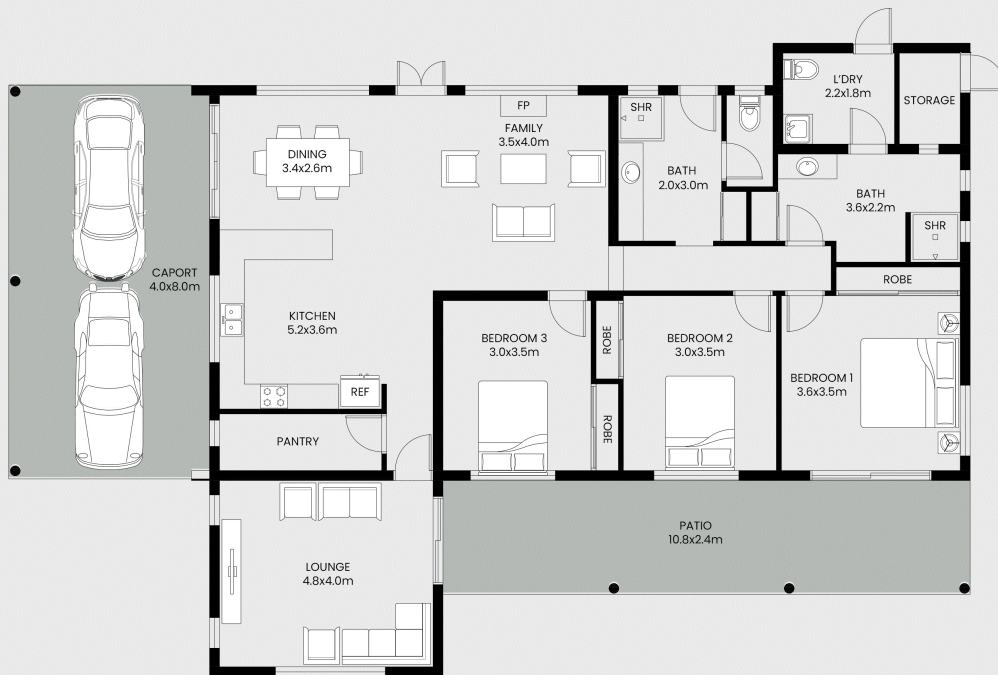 L'DRY
2.2x1.8m
STORAGE
SHR
FP
FAMILY
3.5x4.0m
DINING
3.4x2.6m
BATH
2.0x3.0m
BATH
3.6x2.2m
SHR
CAPORT
4.0x8.0m
ROBE
KITCHEN
5.2x3.6m
BEDROOM 3
3.0x3.5m
ROBE
BEDROOM 2
3.0x3.5m
BEDROOM 1
3.6x3.5m
REF
ROBE
PANTRY
PATIO
10.8x2.4m
LOUNGE
4.8x4.0m